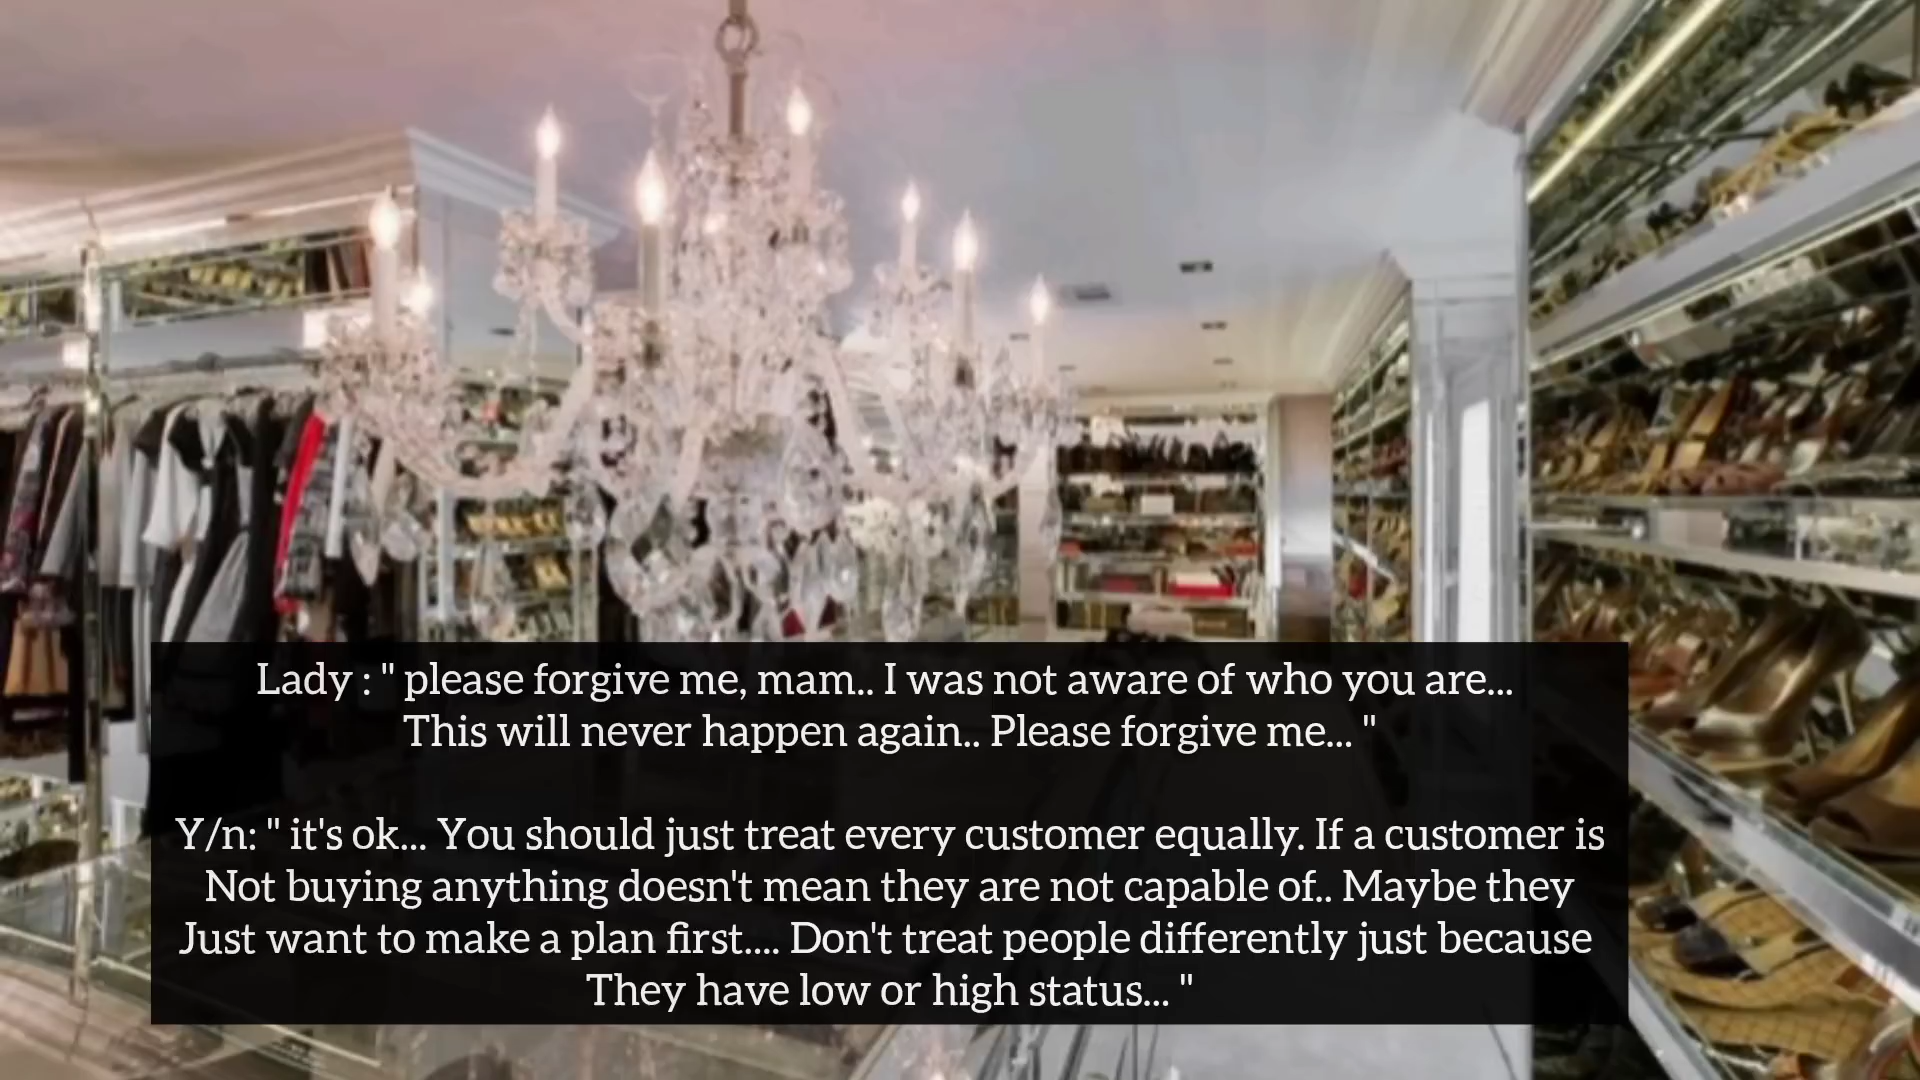 Lady : " please forgive me, mam.. I was not aware of who you are...
This will never happen again.. Please forgive me... "
Y/n: " it's ok... You should just treat every customer equally. If a customer is
Not buying anything doesn't mean they are not capable of.. Maybe they
Just want to make a plan first.... Don't treat people differently just because
They have low or high status... "